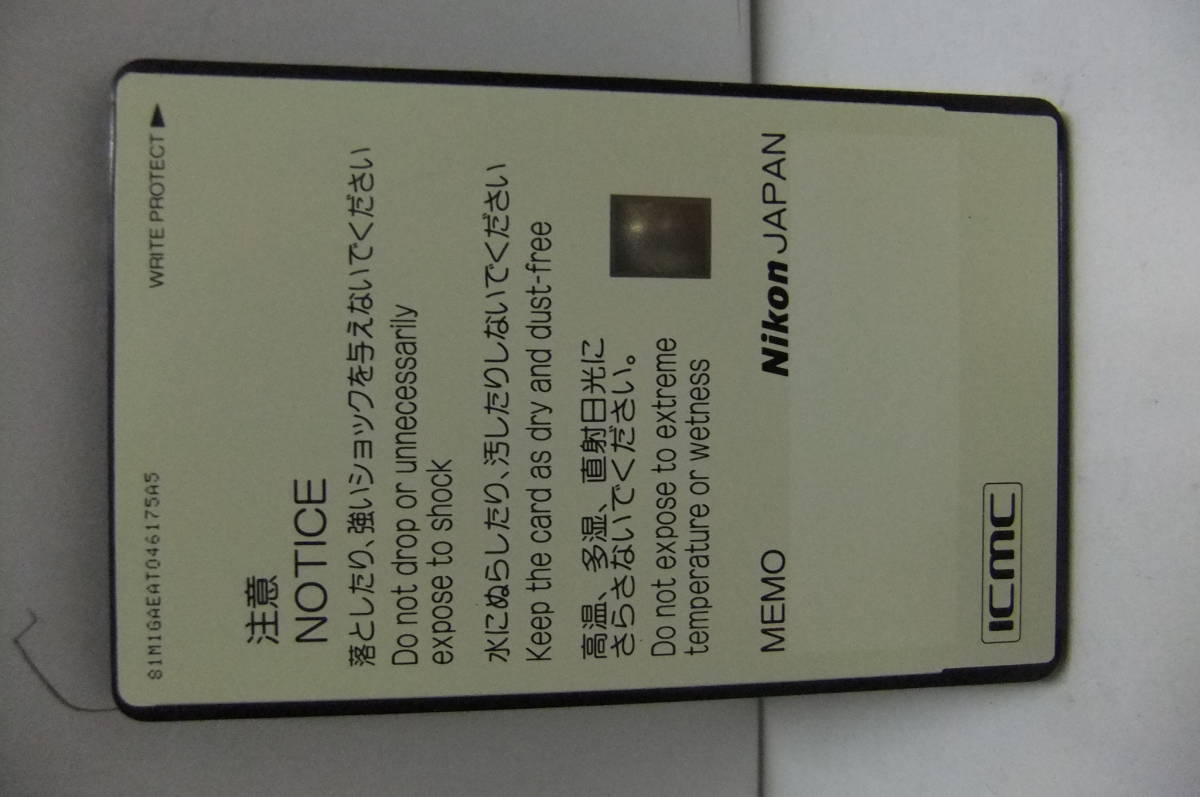 81M1GAEAT046175A5 WRITE PROTECT ▶
注意
NOTICE
落としたり、強いショックを与えないでください
Do not drop or unnecessarily
expose to shock
水にぬらしたり、汚したりしないでください
Keep the card as dry and dust-free
高温、多湿、直射日光に
さらさないでください。
Do not expose to extreme
temperature or wetness
MEMO Nikon JAPAN
ICMC